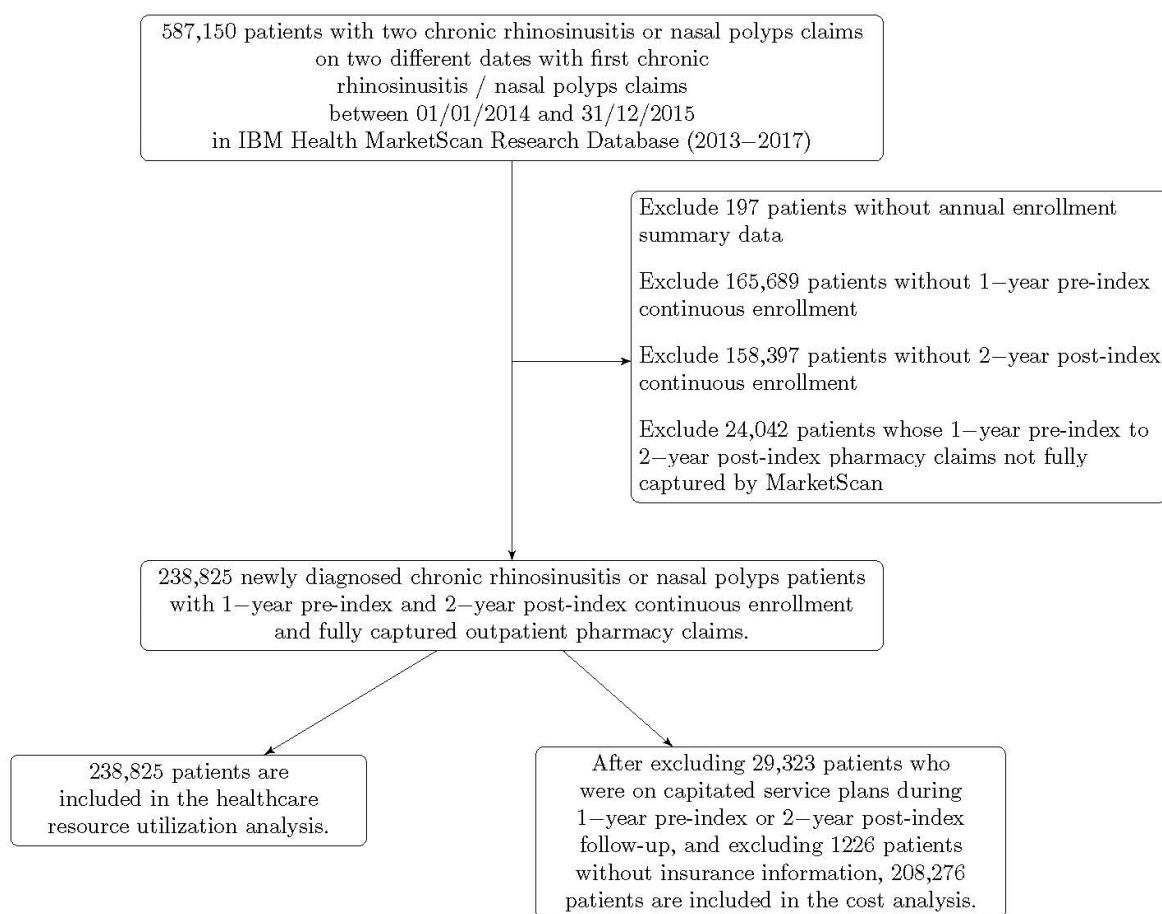 587,150 patients with two chronic rhinosinusitis or nasal polyps claims
on two different dates with first chronic
rhinosinusitis / nasal polyps claims
between 01/01/2014 and 31/12/2015
in IBM Health MarketScan Research Database (2013−2017)
Exclude 197 patients without annual enrollment
summary data
Exclude 165,689 patients without 1−year pre-index
continuous enrollment
Exclude 158,397 patients without 2−year post-index
continuous enrollment
Exclude 24,042 patients whose 1−year pre-index to
2−year post-index pharmacy claims not fully
captured by MarketScan
238,825 newly diagnosed chronic rhinosinusitis or nasal polyps patients
with 1−year pre-index and 2−year post-index continuous enrollment
and fully captured outpatient pharmacy claims.
238,825 patients are
included in the healthcare
resource utilization analysis.
After excluding 29,323 patients who
were on capitated service plans during
1−year pre-index or 2−year post-index
follow-up, and excluding 1226 patients
without insurance information, 208,276
patients are included in the cost analysis.